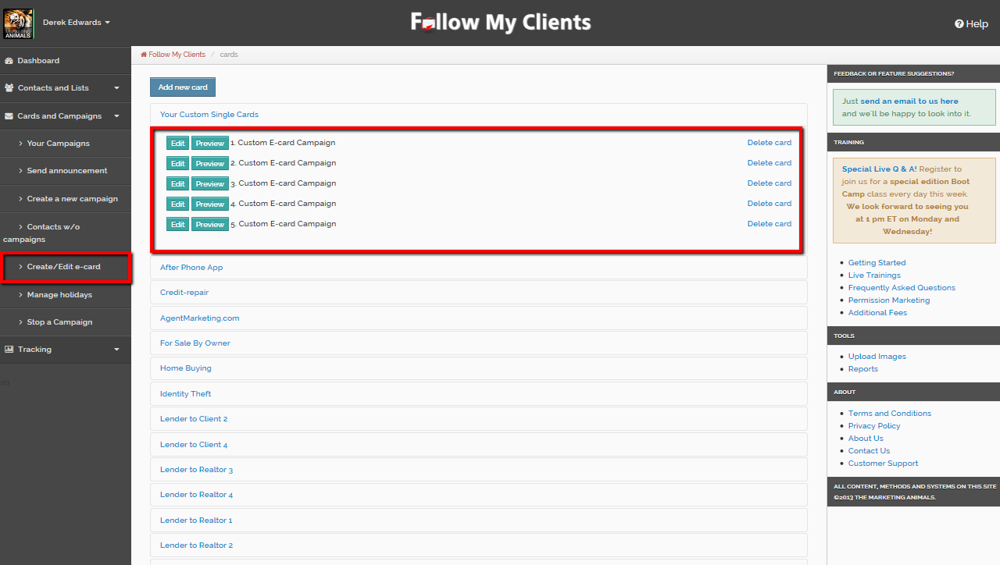 MARKETING
ANIMALS
Derek Edwards
Follow My Clients
Help
Dashboard
Contacts and Lists
Cards and Campaigns
Your Campaigns
Send announcement
Create a new campaign
Contacts w/o
campaigns
Create/Edit e-card
Manage holidays
Stop a Campaign
Tracking
Follow My Clients / cards
Add new card
Your Custom Single Cards
Edit Preview 1. Custom E-card Campaign Delete card
Edit Preview 2. Custom E-card Campaign Delete card
Edit Preview 3. Custom E-card Campaign Delete card
Edit Preview 4. Custom E-card Campaign Delete card
Edit Preview 5. Custom E-card Campaign Delete card
After Phone App
Credit-repair
AgentMarketing.com
For Sale By Owner
Home Buying
Identity Theft
Lender to Client 2
Lender to Client 4
Lender to Realtor 3
Lender to Realtor 4
Lender to Realtor 1
Lender to Realtor 2
FEEDBACK OR FEATURE SUGGESTIONS?
Just send an email to us here
and we'll be happy to look into it.
TRAINING
Special Live Q & A! Register to
join us for a special edition Boot
Camp class every day this week.
We look forward to seeing you
at 1 pm ET on Monday and
Wednesday!
Getting Started
Live Trainings
Frequently Asked Questions
Permission Marketing
Additional Fees
TOOLS
Upload Images
Reports
ABOUT
Terms and Conditions
Privacy Policy
About Us
Contact Us
Customer Support
ALL CONTENT, METHODS AND SYSTEMS ON THIS SITE
©2013 THE MARKETING ANIMALS.